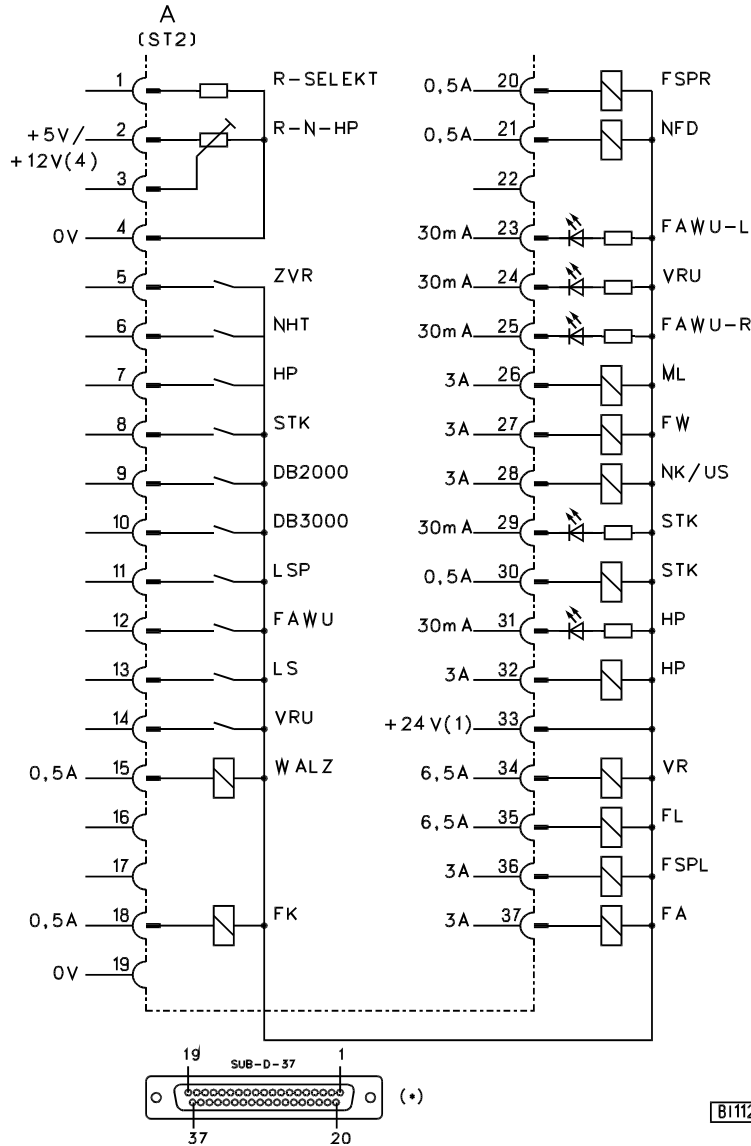 A
(ST2)
1 R-SELEKT
+5V/ 2 R-N-HP
+12V(4)
3
0V 4
5 ZVR
6 NHT
7 HP
8 STK
9 DB2000
10 DB3000
11 LSP
12 FAWU
13 LS
14 VRU
0,5A 15 WALZ
16
17
0,5A 18 FK
0V 19
0,5A 20 FSPR
0,5A 21 NFD
22
30mA 23 FAWU-L
30mA 24 VRU
30mA 25 FAWU-R
3A 26 ML
3A 27 FW
3A 28 NK/US
30mA 29 STK
0,5A 30 STK
30mA 31 HP
3A 32 HP
+24V(1) 33
6,5A 34 VR
6,5A 35 FL
3A 36 FSPL
3A 37 FA
19 SUB-D-37 1
(*)
37 20
BI112